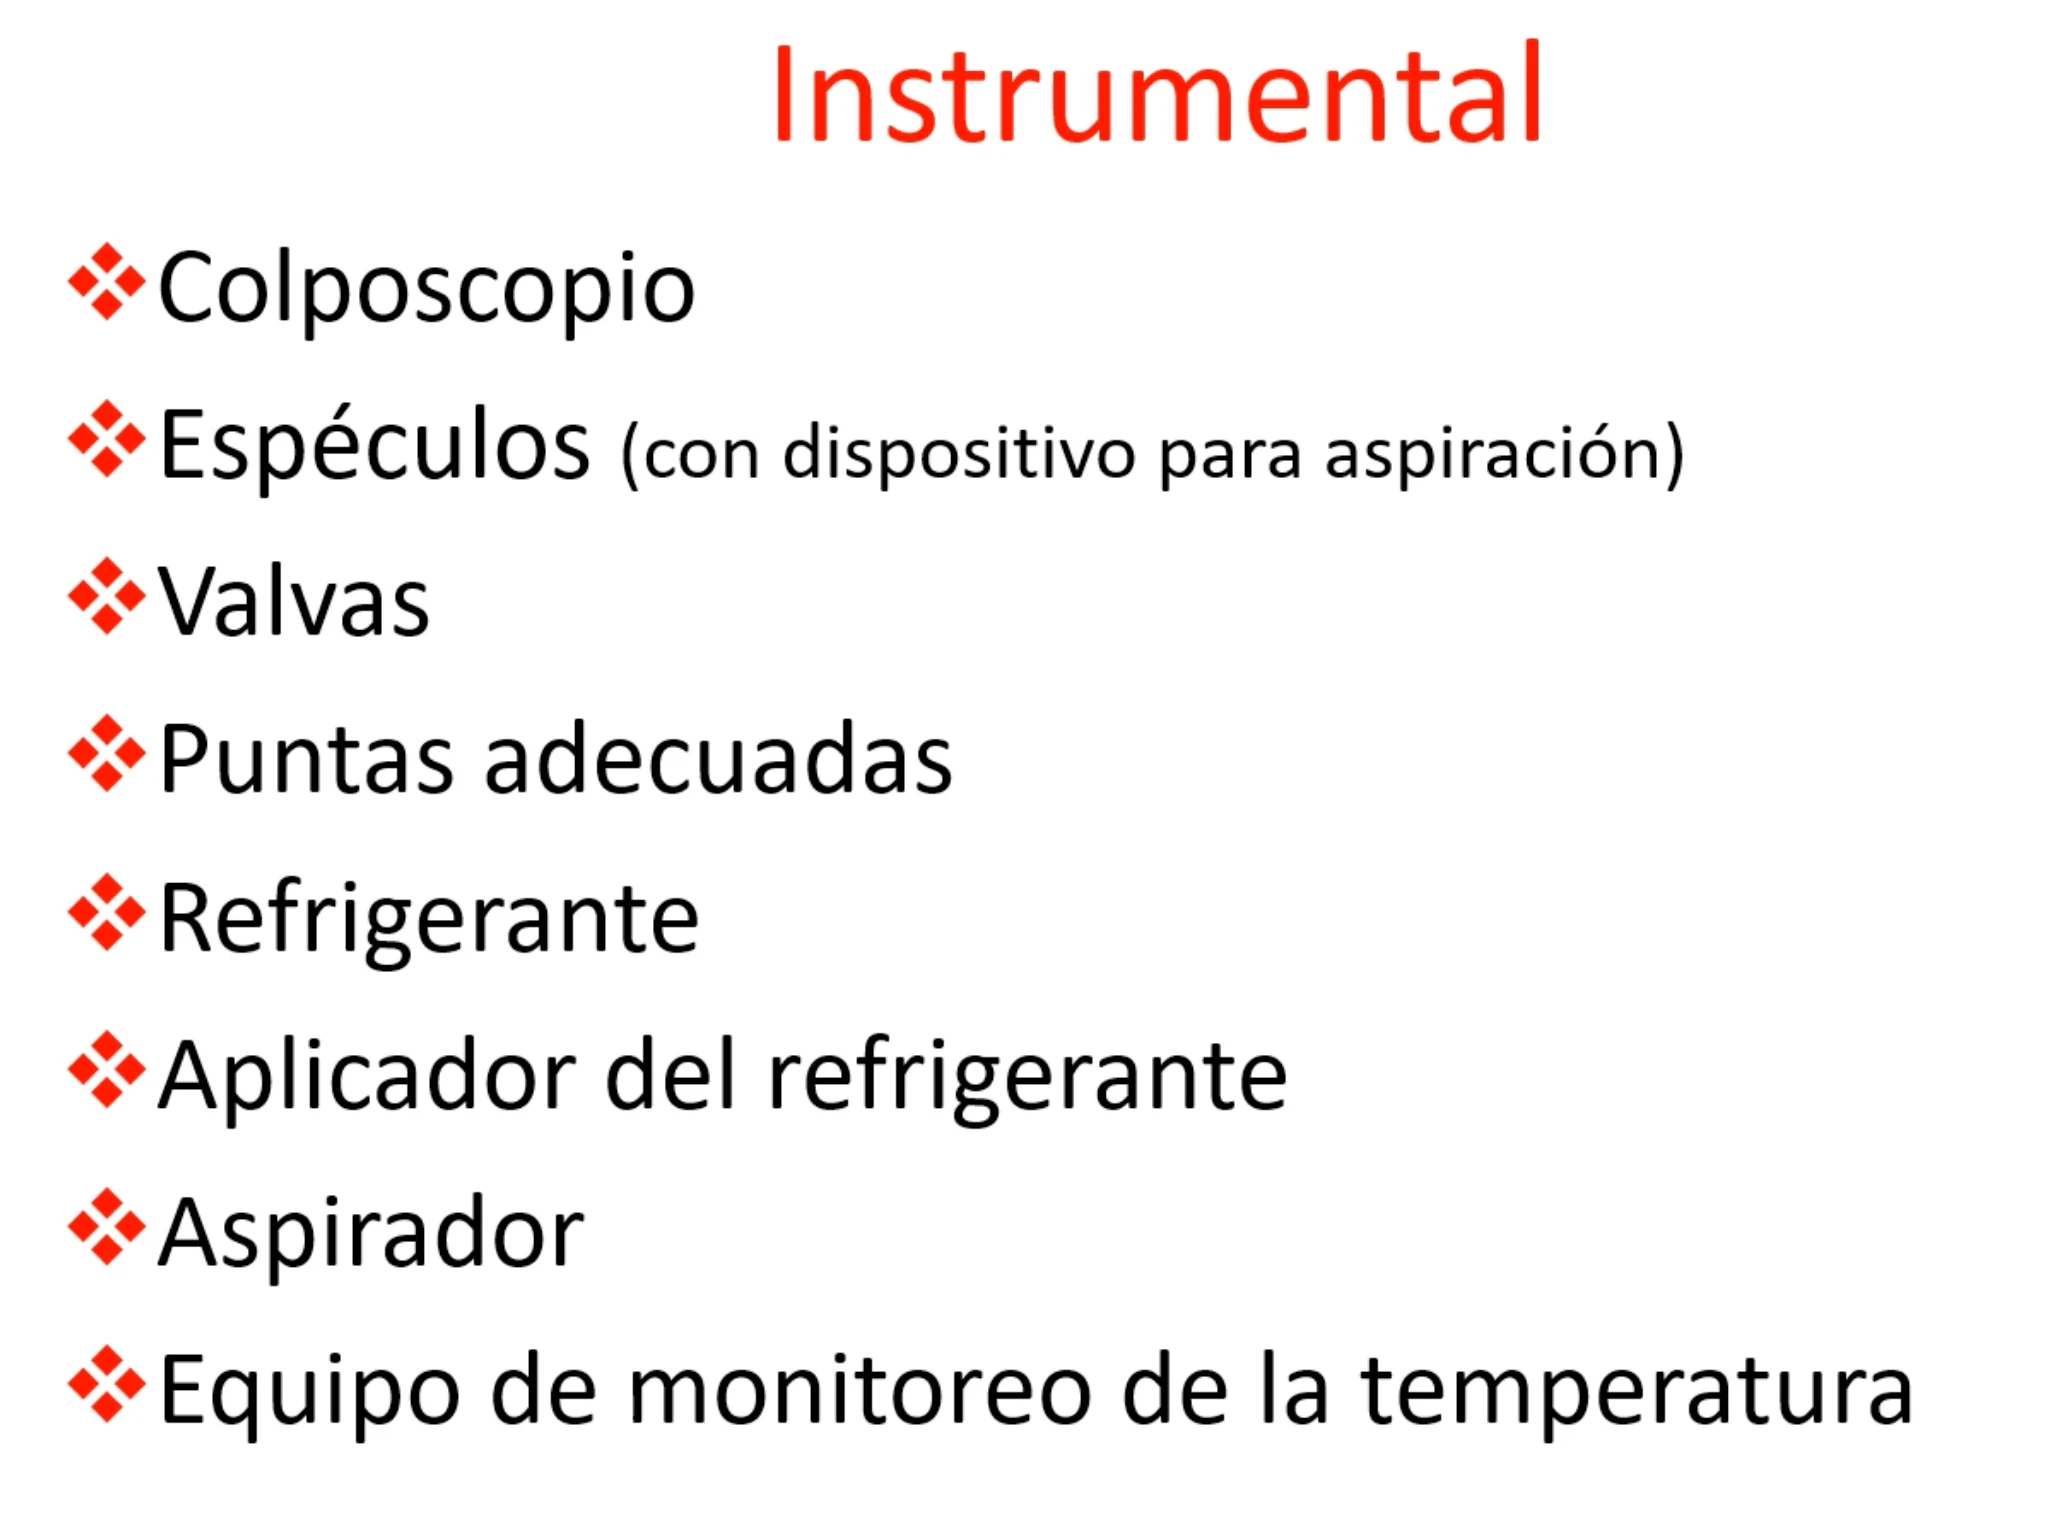 Instrumental
❖Colposcopio
❖Espéculos (con dispositivo para aspiración)
❖Valvas
❖Puntas adecuadas
❖Refrigerante
❖Aplicador del refrigerante
❖Aspirador
❖Equipo de monitoreo de la temperatura